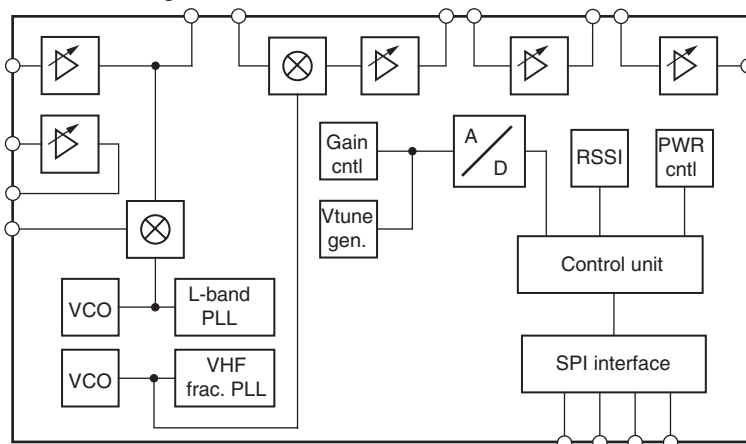 Gain
cntl
A
D
RSSI
PWR
cntl
Vtune
gen.
Control unit
VCO
L-band
PLL
SPI interface
VCO
VHF
frac. PLL